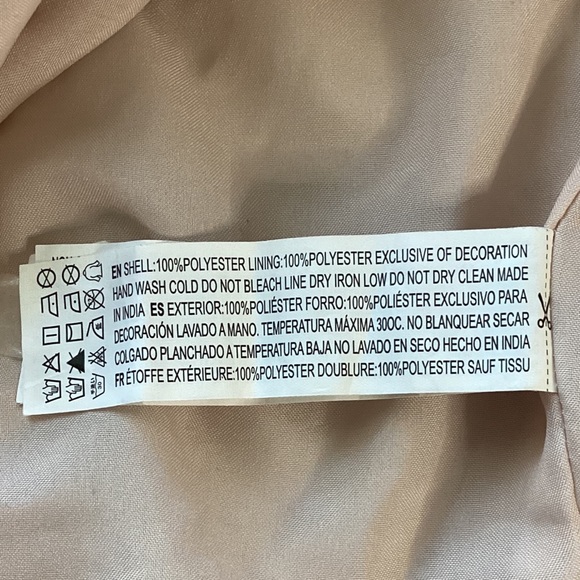 EN SHELL:100%POLYESTER LINING:100%POLYESTER EXCLUSIVE OF DECORATION
HAND WASH COLD DO NOT BLEACH LINE DRY IRON LOW DO NOT DRY CLEAN MADE
IN INDIA ES EXTERIOR:100%POLIÉSTER FORRO:100%POLIÉSTER EXCLUSIVO PARA
DECORACIÓN LAVADO A MANO. TEMPERATURA MÁXIMA 300C. NO BLANQUEAR SECAR
COLGADO PLANCHADO A TEMPERATURA BAJA NO LAVADO EN SECO HECHO EN INDIA
FR ÉTOFFE EXTÉRIEURE:100%POLYESTER DOUBLURE:100%POLYESTER SAUF TISSU